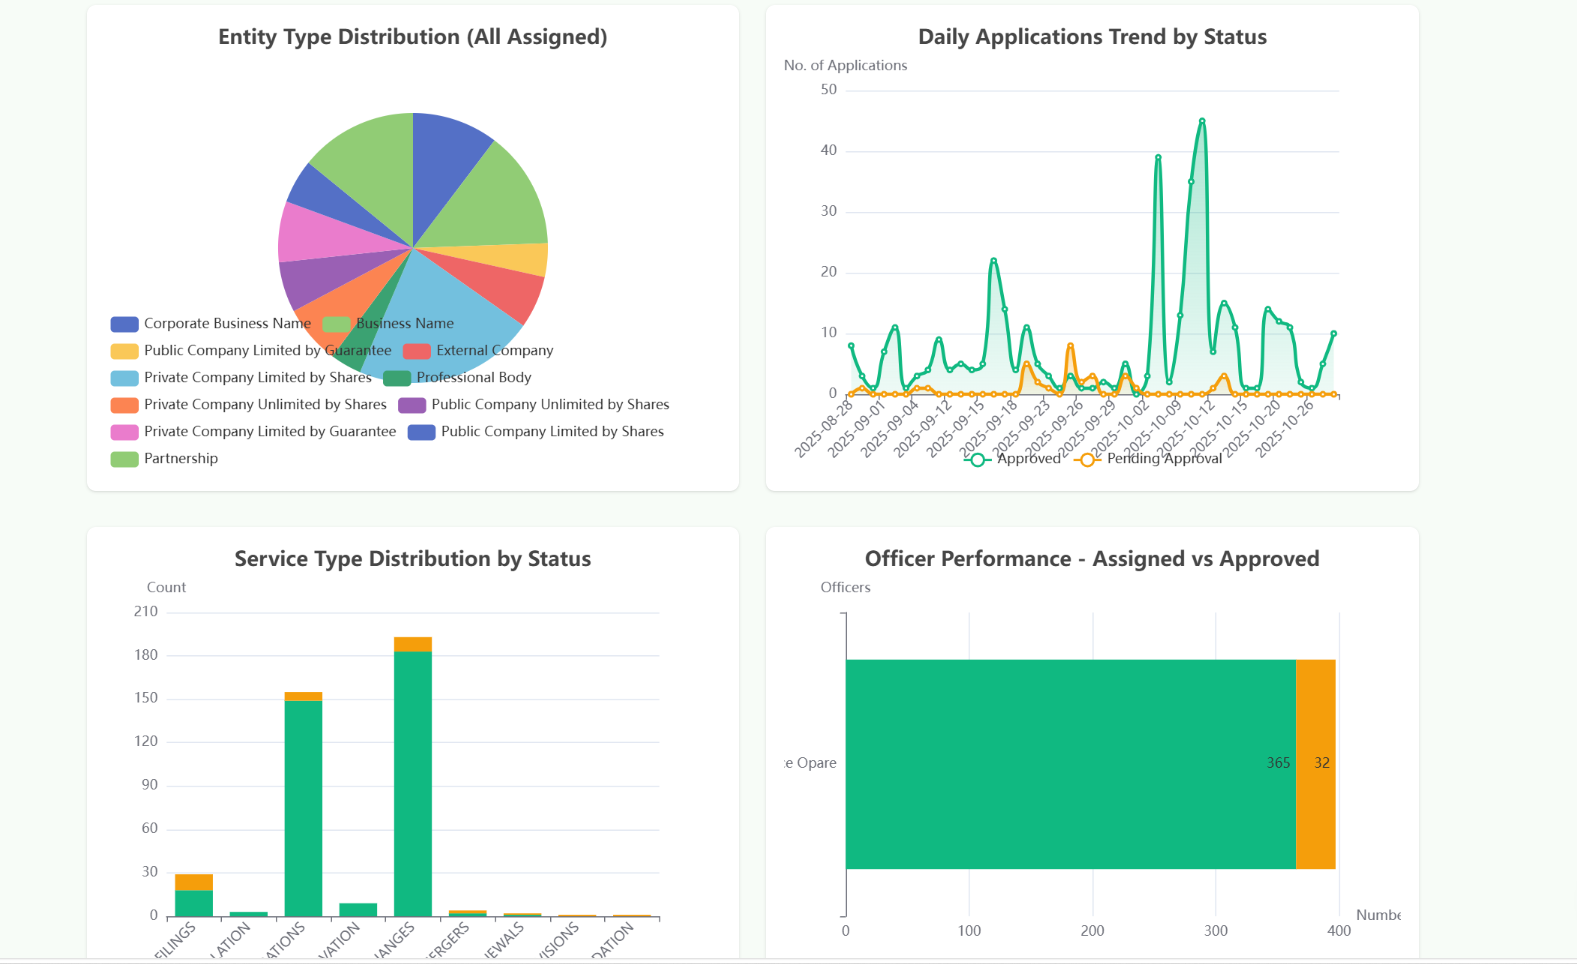 Entity Type Distribution (All Assigned)
Corporate Business Name
Business Name
Public Company Limited by Guarantee
External Company
Private Company Limited by Shares
Professional Body
Private Company Unlimited by Shares
Public Company Unlimited by Shares
Private Company Limited by Guarantee
Public Company Limited by Shares
Partnership
Daily Applications Trend by Status
No. of Applications
50
40
30
20
10
0
2025-08-28
2025-09-01
2025-09-04
2025-09-12
2025-09-15
2025-09-18
2025-09-23
2025-09-26
2025-09-29
2025-10-02
2025-10-09
2025-10-12
2025-10-15
2025-10-20
2025-10-26
Approved
Pending Approval
Service Type Distribution by Status
Count
210
180
150
120
90
60
30
0
FILINGS
LATION
ATIONS
VATION
ANGES
ERGERS
EWALS
VISIONS
DATION
Officer Performance - Assigned vs Approved
Officers
e Opare
365
32
Numbe
0
100
200
300
400